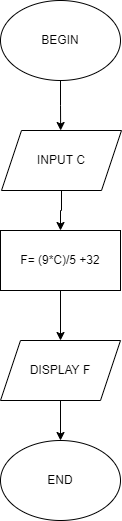 BEGIN
INPUT C
F= (9*C)/5 +32
DISPLAY F
END